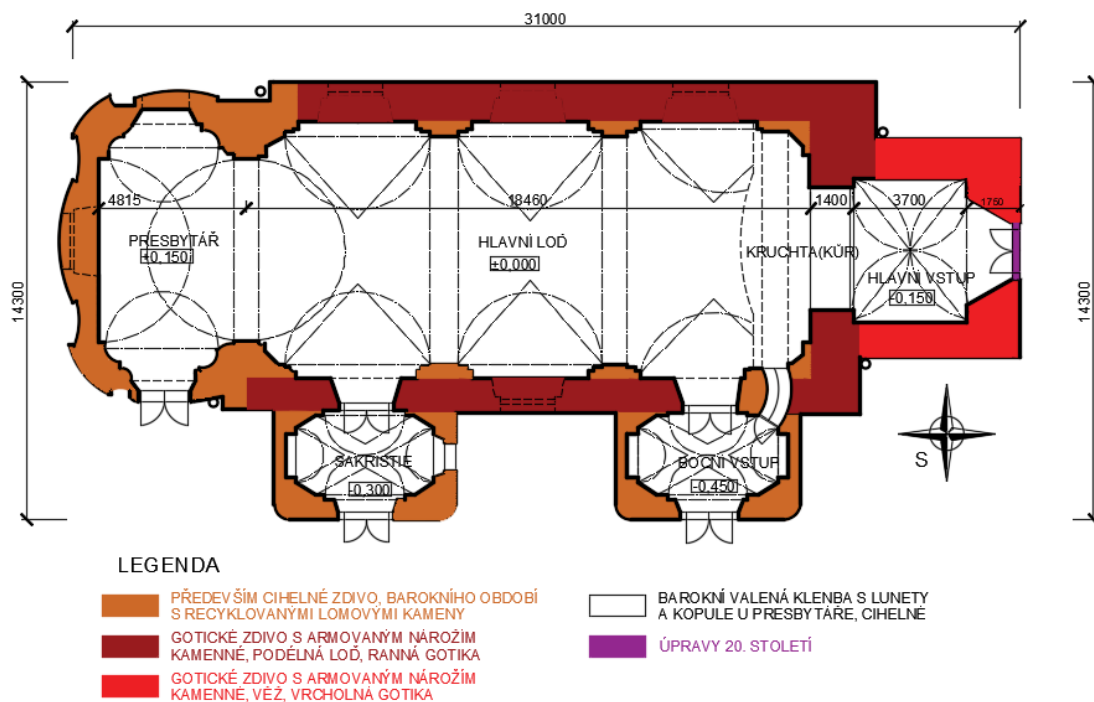 31000
14300
14300
4815
18460
1400
3700
1750
PRESBYTÁŘ
+0,150
HLAVNÍ LOĎ
±0,000
KRUCHTA(KŮR)
HLAVNÍ VSTUP
-0,150
SAKRISTIE
-0,300
BOČNÍ VSTUP
-0,450
S
LEGENDA
PŘEDEVŠÍM CIHELNÉ ZDIVO, BAROKNÍHO OBDOBÍ
S RECYKLOVANÝMI LOMOVÝMI KAMENY
GOTICKÉ ZDIVO S ARMOVANÝM NÁROŽÍM
KAMENNÉ, PODÉLNÁ LOĎ, RANNÁ GOTIKA
GOTICKÉ ZDIVO S ARMOVANÝM NÁROŽÍM
KAMENNÉ, VĚŽ, VRCHOLNÁ GOTIKA
BAROKNÍ VALENÁ KLENBA S LUNETY
A KOPULE U PRESBYTÁŘE, CIHELNÉ
ÚPRAVY 20. STOLETÍ